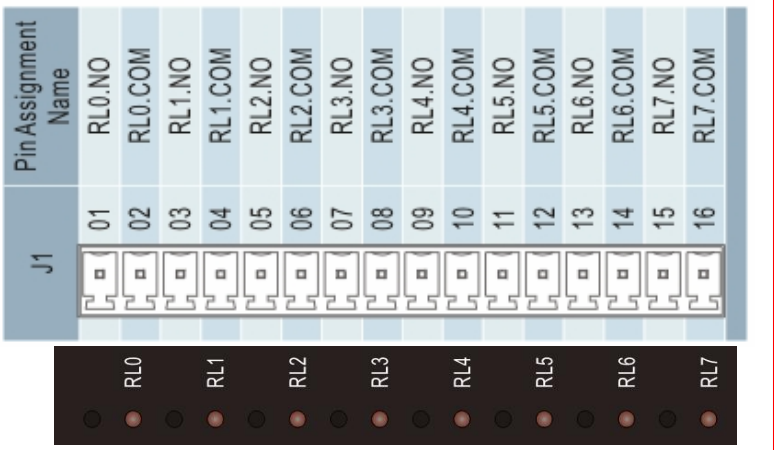 Pin Assignment
Name
RL0.NO
RL0.COM
RL1.NO
RL1.COM
RL2.NO
RL2.COM
RL3.NO
RL3.COM
RL4.NO
RL4.COM
RL5.NO
RL5.COM
RL6.NO
RL6.COM
RL7.NO
RL7.COM
J1
01
02
03
04
05
06
07
08
09
10
11
12
13
14
15
16
RL0
RL1
RL2
RL3
RL4
RL5
RL6
RL7